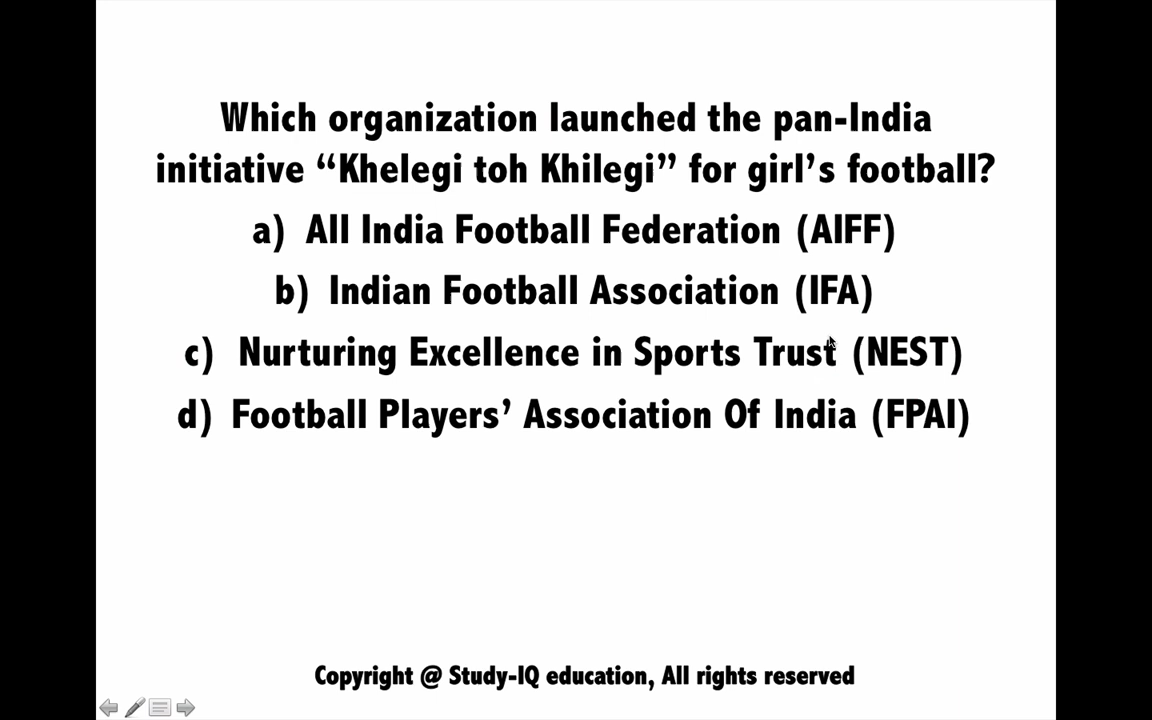 Which organization launched the pan-India
initiative “Khelegi toh Khilegi” for girl’s football?
a) All India Football Federation (AIFF)
b) Indian Football Association (IFA)
c) Nurturing Excellence in Sports Trust (NEST)
d) Football Players’ Association Of India (FPAI)
Copyright @ Study-IQ education, All rights reserved